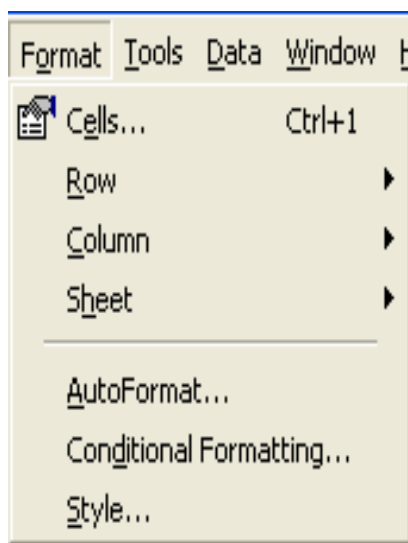 Format Tools Data Window
Cells... Ctrl+1
Row
Column
Sheet
AutoFormat...
Conditional Formatting...
Style...